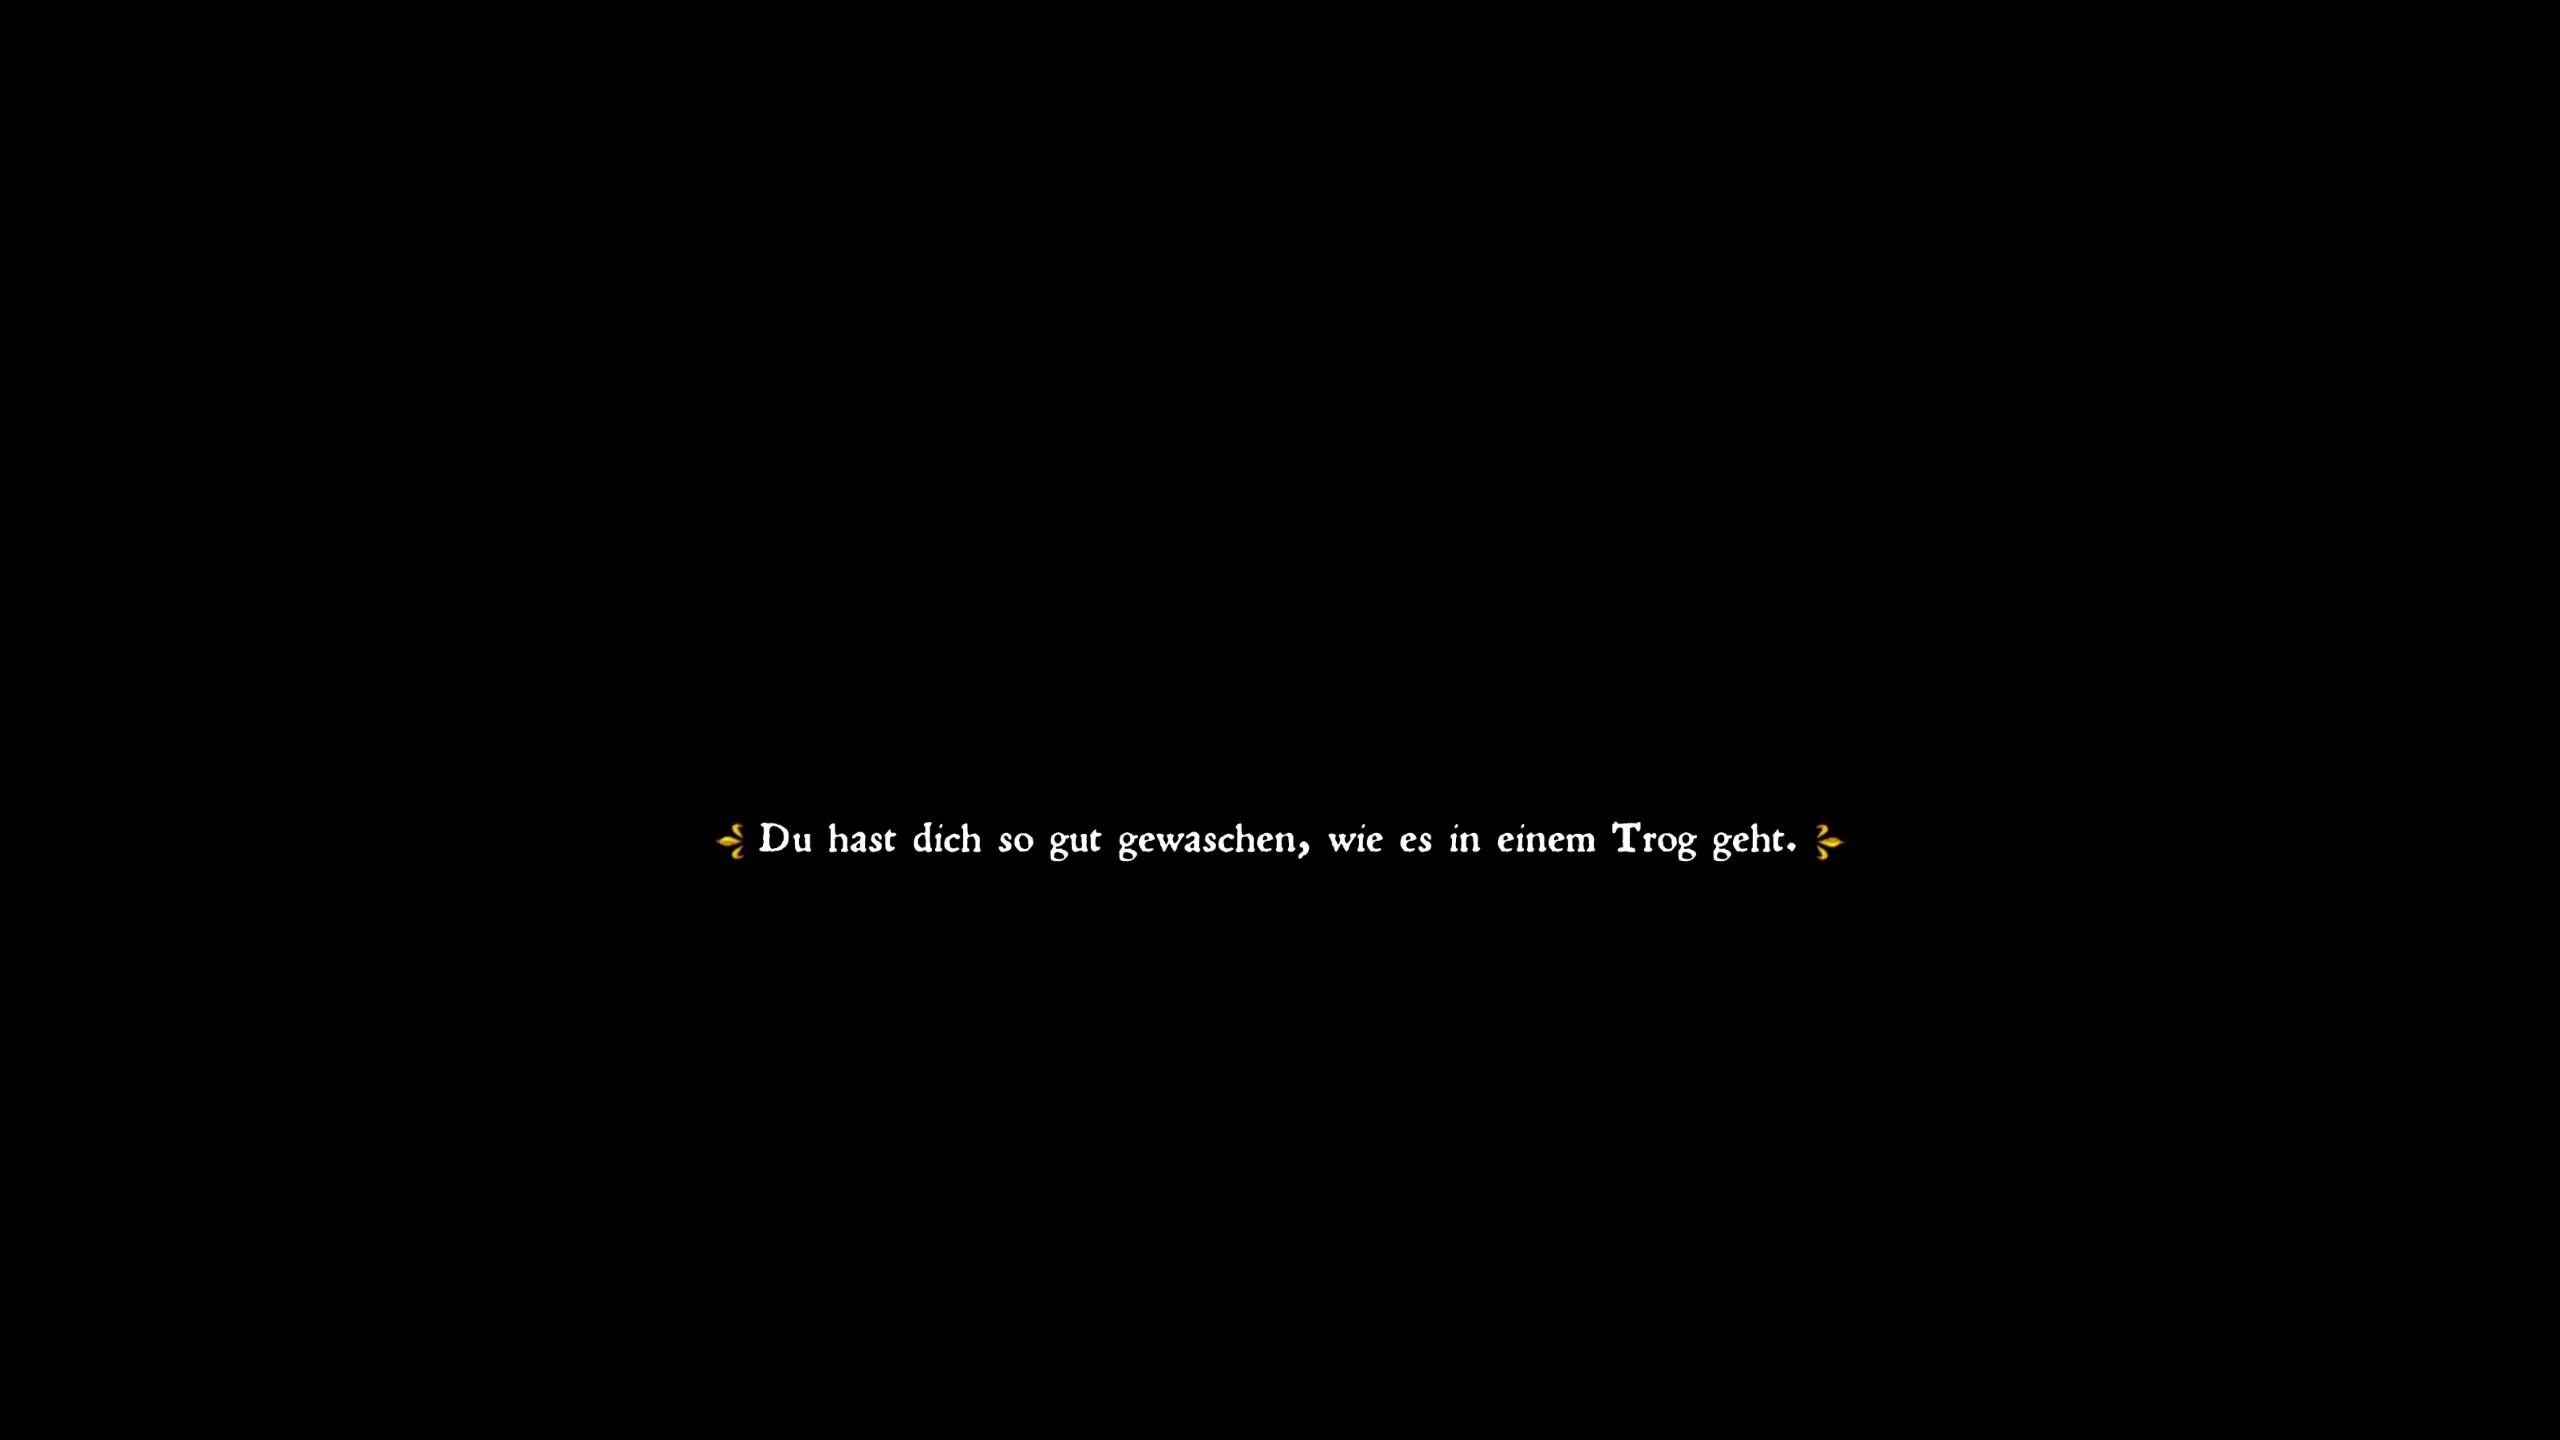 Du hast dich so gut gewaschen, wie es in einem Trog geht.